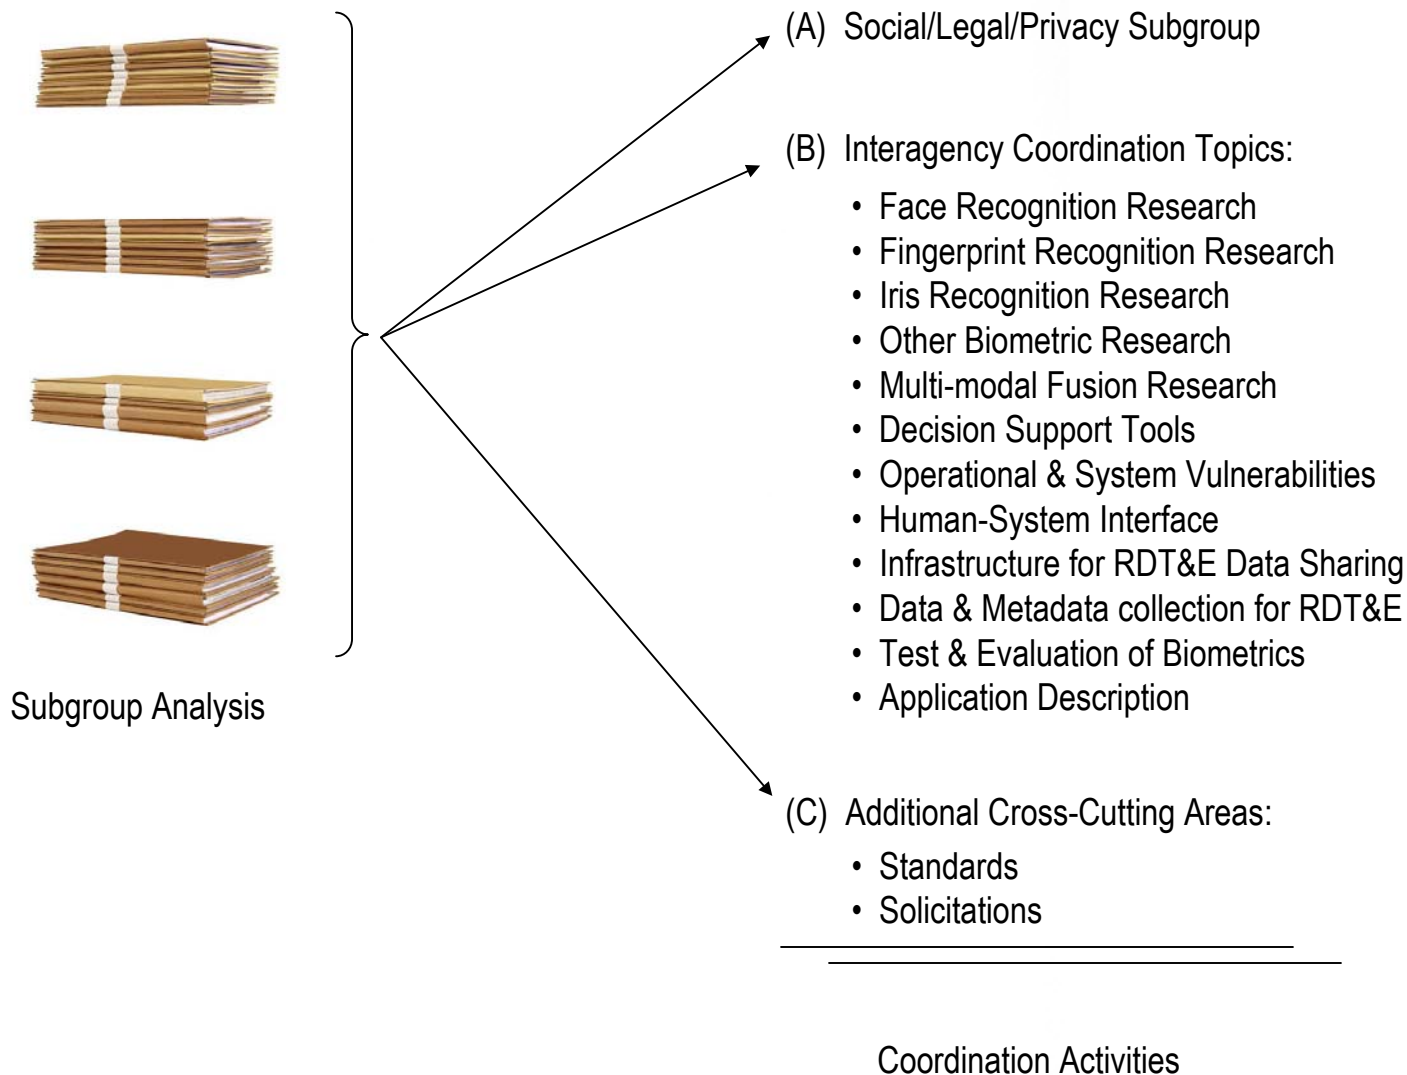 (A) Social/Legal/Privacy Subgroup
(B) Interagency Coordination Topics:
• Face Recognition Research
• Fingerprint Recognition Research
• Iris Recognition Research
• Other Biometric Research
• Multi-modal Fusion Research
• Decision Support Tools
• Operational & System Vulnerabilities
• Human-System Interface
• Infrastructure for RDT&E Data Sharing
• Data & Metadata collection for RDT&E
• Test & Evaluation of Biometrics
• Application Description
Subgroup Analysis
(C) Additional Cross-Cutting Areas:
• Standards
• Solicitations
Coordination Activities